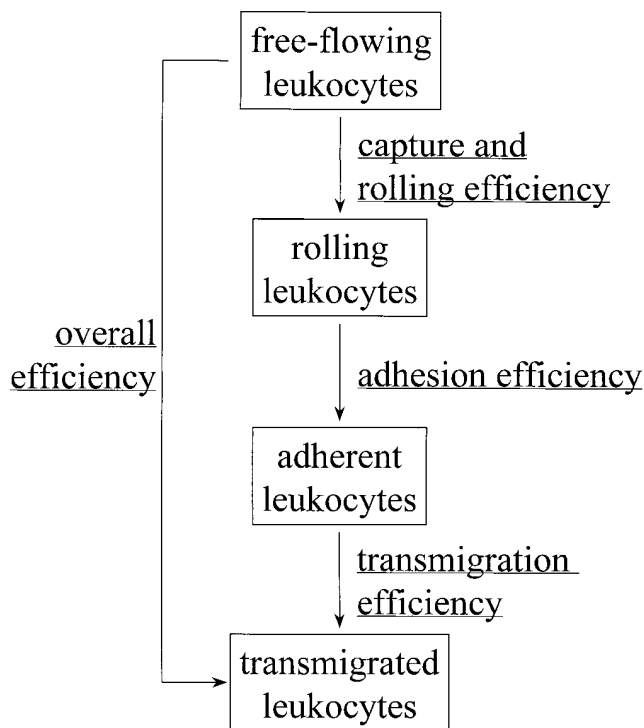 free-flowing
leukocytes
capture and
rolling efficiency
rolling
leukocytes
overall
efficiency
adhesion efficiency
adherent
leukocytes
transmigration
efficiency
transmigrated
leukocytes